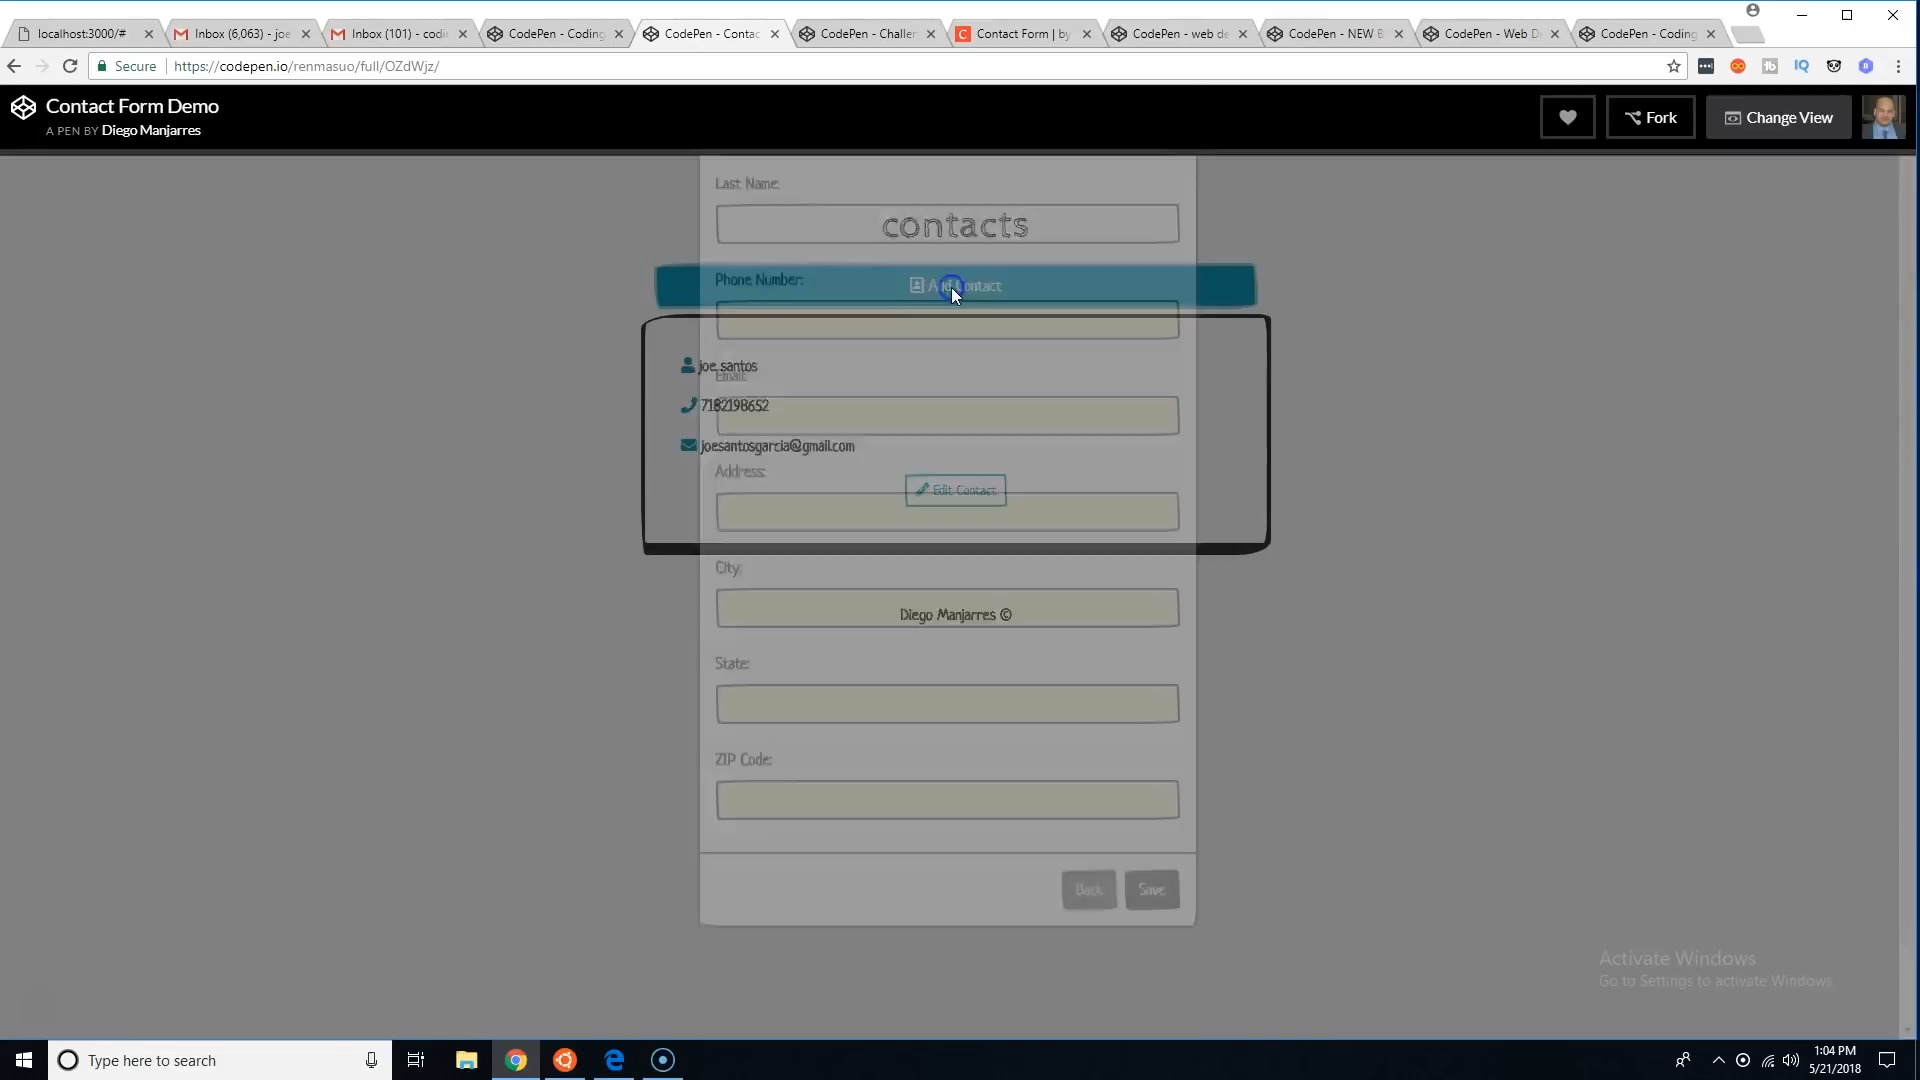 localhost:3000/#
Inbox (6,063) - joe
Inbox (101) - codi
CodePen - Coding
CodePen - Contac
CodePen - Challen
Contact Form | by
CodePen - web de
CodePen - NEW B
CodePen - Web D
CodePen - Coding
Secure
https://codepen.io/renmasuo/full/OZdWjz/
Contact Form Demo
A PEN BY Diego Manjarres
Fork
Change View
Last Name:
contacts
Phone Number:
Add Contact
joe santos
Email:
7182198652
joesantosgarcia@gmail.com
Address:
Edit Contact
City:
Diego Manjarres ©
State:
ZIP Code:
Back
Save
Activate Windows
Go to Settings to activate Windows.
Type here to search
1:04 PM
5/21/2018